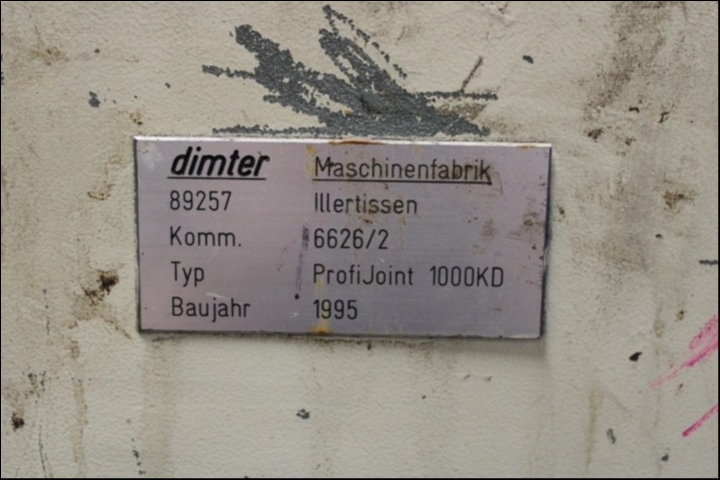 dimter Maschinenfabrik
89257 Illertissen
Komm. 6626/2
Typ ProfiJoint 1000KD
Baujahr 1995